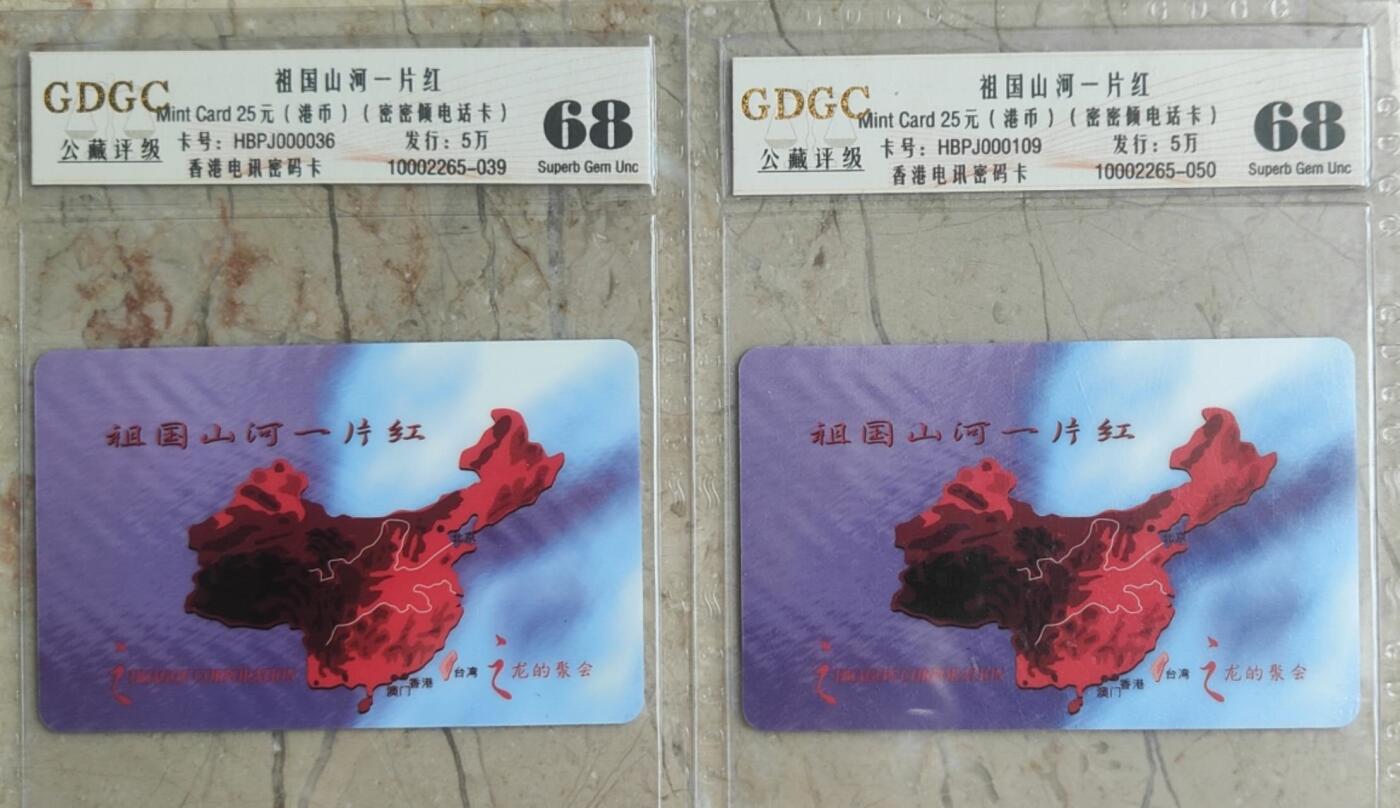 GDGC
祖国山河一片红
Mint Card 25元（港币）（密密倾电话卡）
68
公藏评级
卡号：HBPJ000036
发行：5万
香港电讯密码卡
10002265-039
Superb Gem Unc
祖国山河一片红
北京
台湾
香港
澳门
龙的聚会
GDGC
GDGC
祖国山河一片红
Mint Card 25元（港币）（密密倾电话卡）
68
公藏评级
卡号：HBPJ000109
发行：5万
香港电讯密码卡
10002265-050
Superb Gem Unc
祖国山河一片红
北京
台湾
香港
澳门
龙的聚会